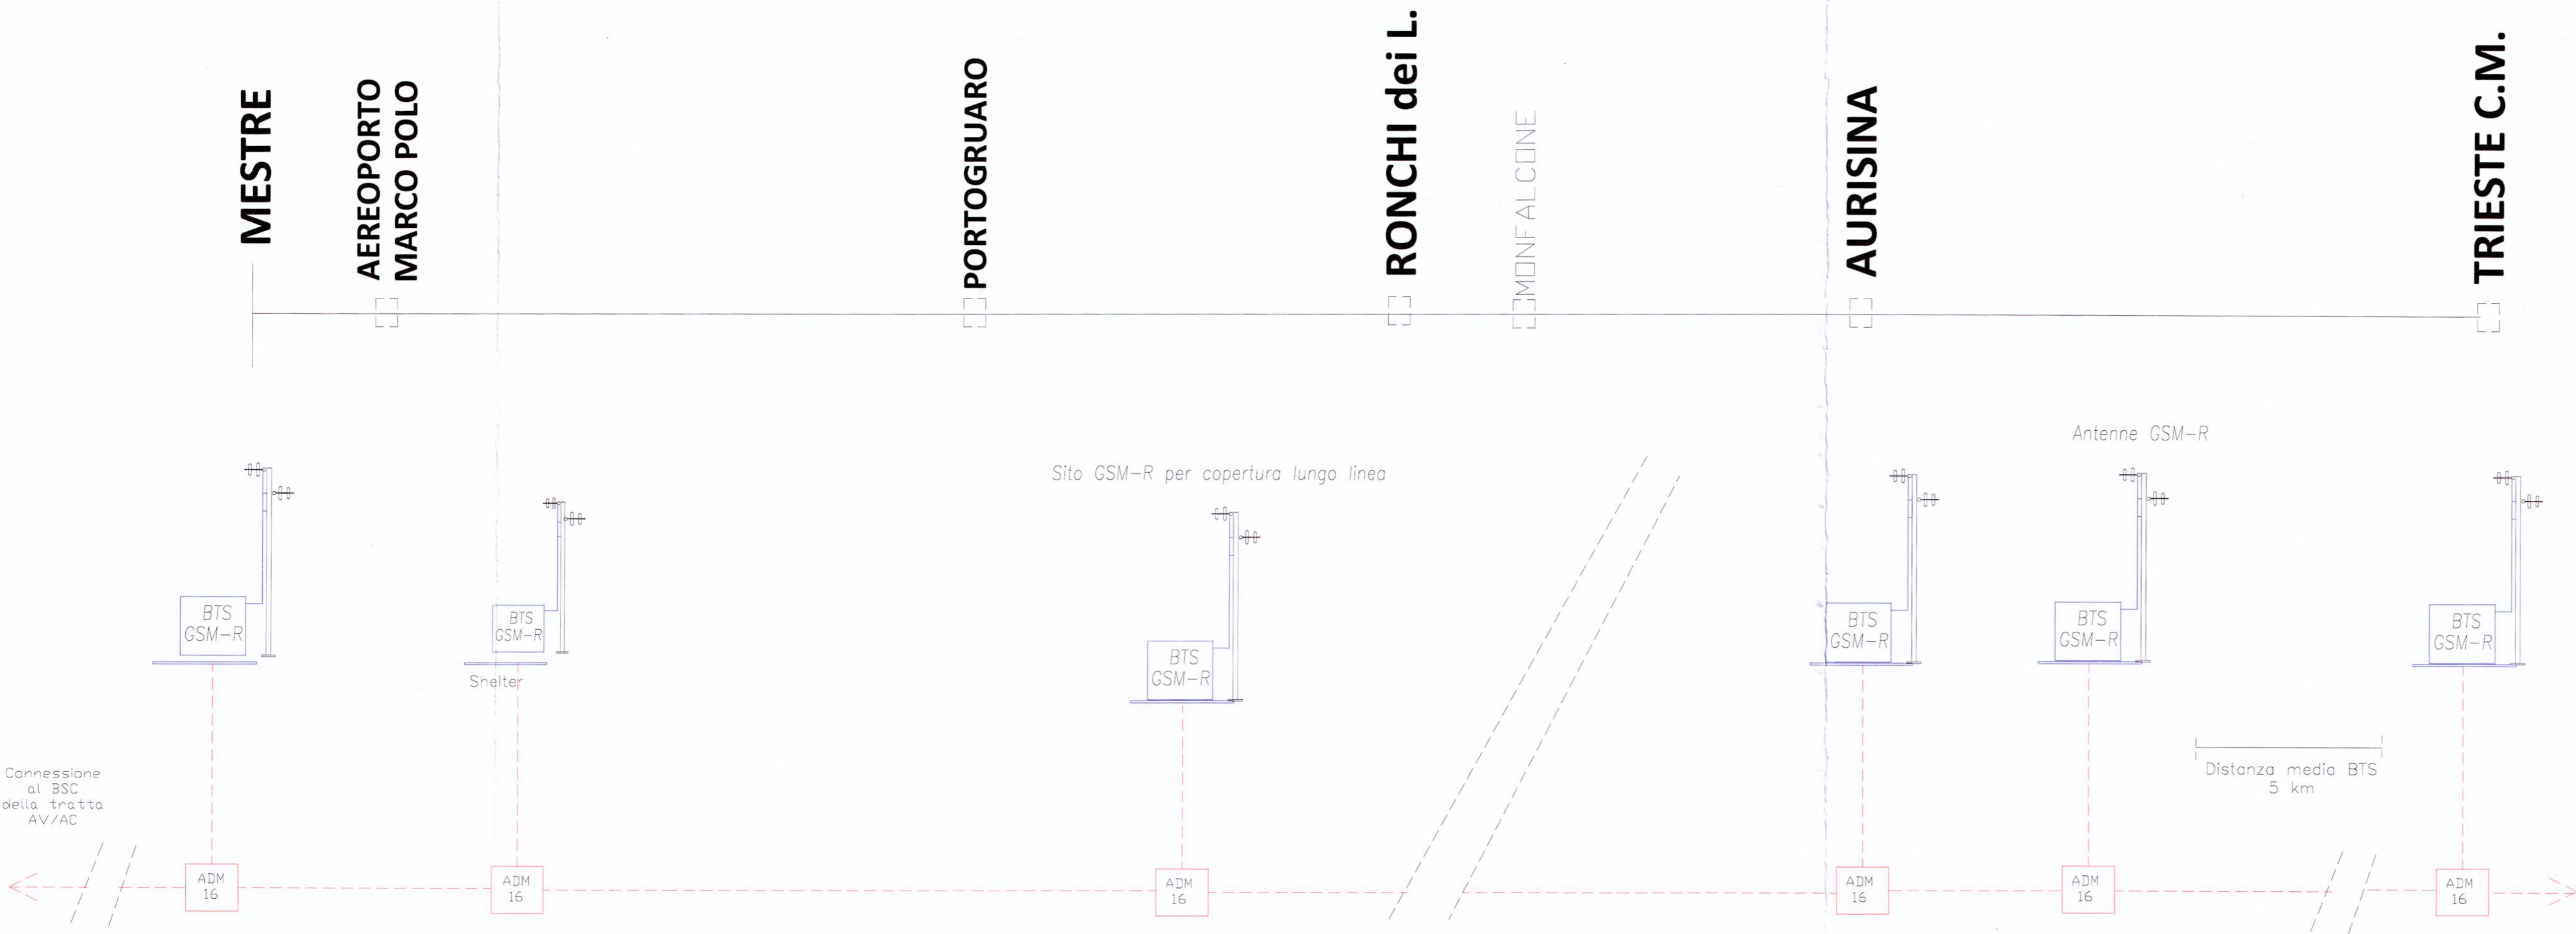 MESTRE
AEREOPORTO
MARCO POLO
PORTOGRUARO
RONCHI dei L.
MONFALCONE
AURISINA
TRIESTE C.M.
Antenne GSM-R
Sito GSM-R per copertura lungo linea
BTS
GSM-R
BTS
GSM-R
BTS
GSM-R
BTS
GSM-R
BTS
GSM-R
BTS
GSM-R
Shelter
Connessione
al BSC
della tratta
AV/AC
Distanza media BTS
5 km
ADM
16
ADM
16
ADM
16
ADM
16
ADM
16
ADM
16